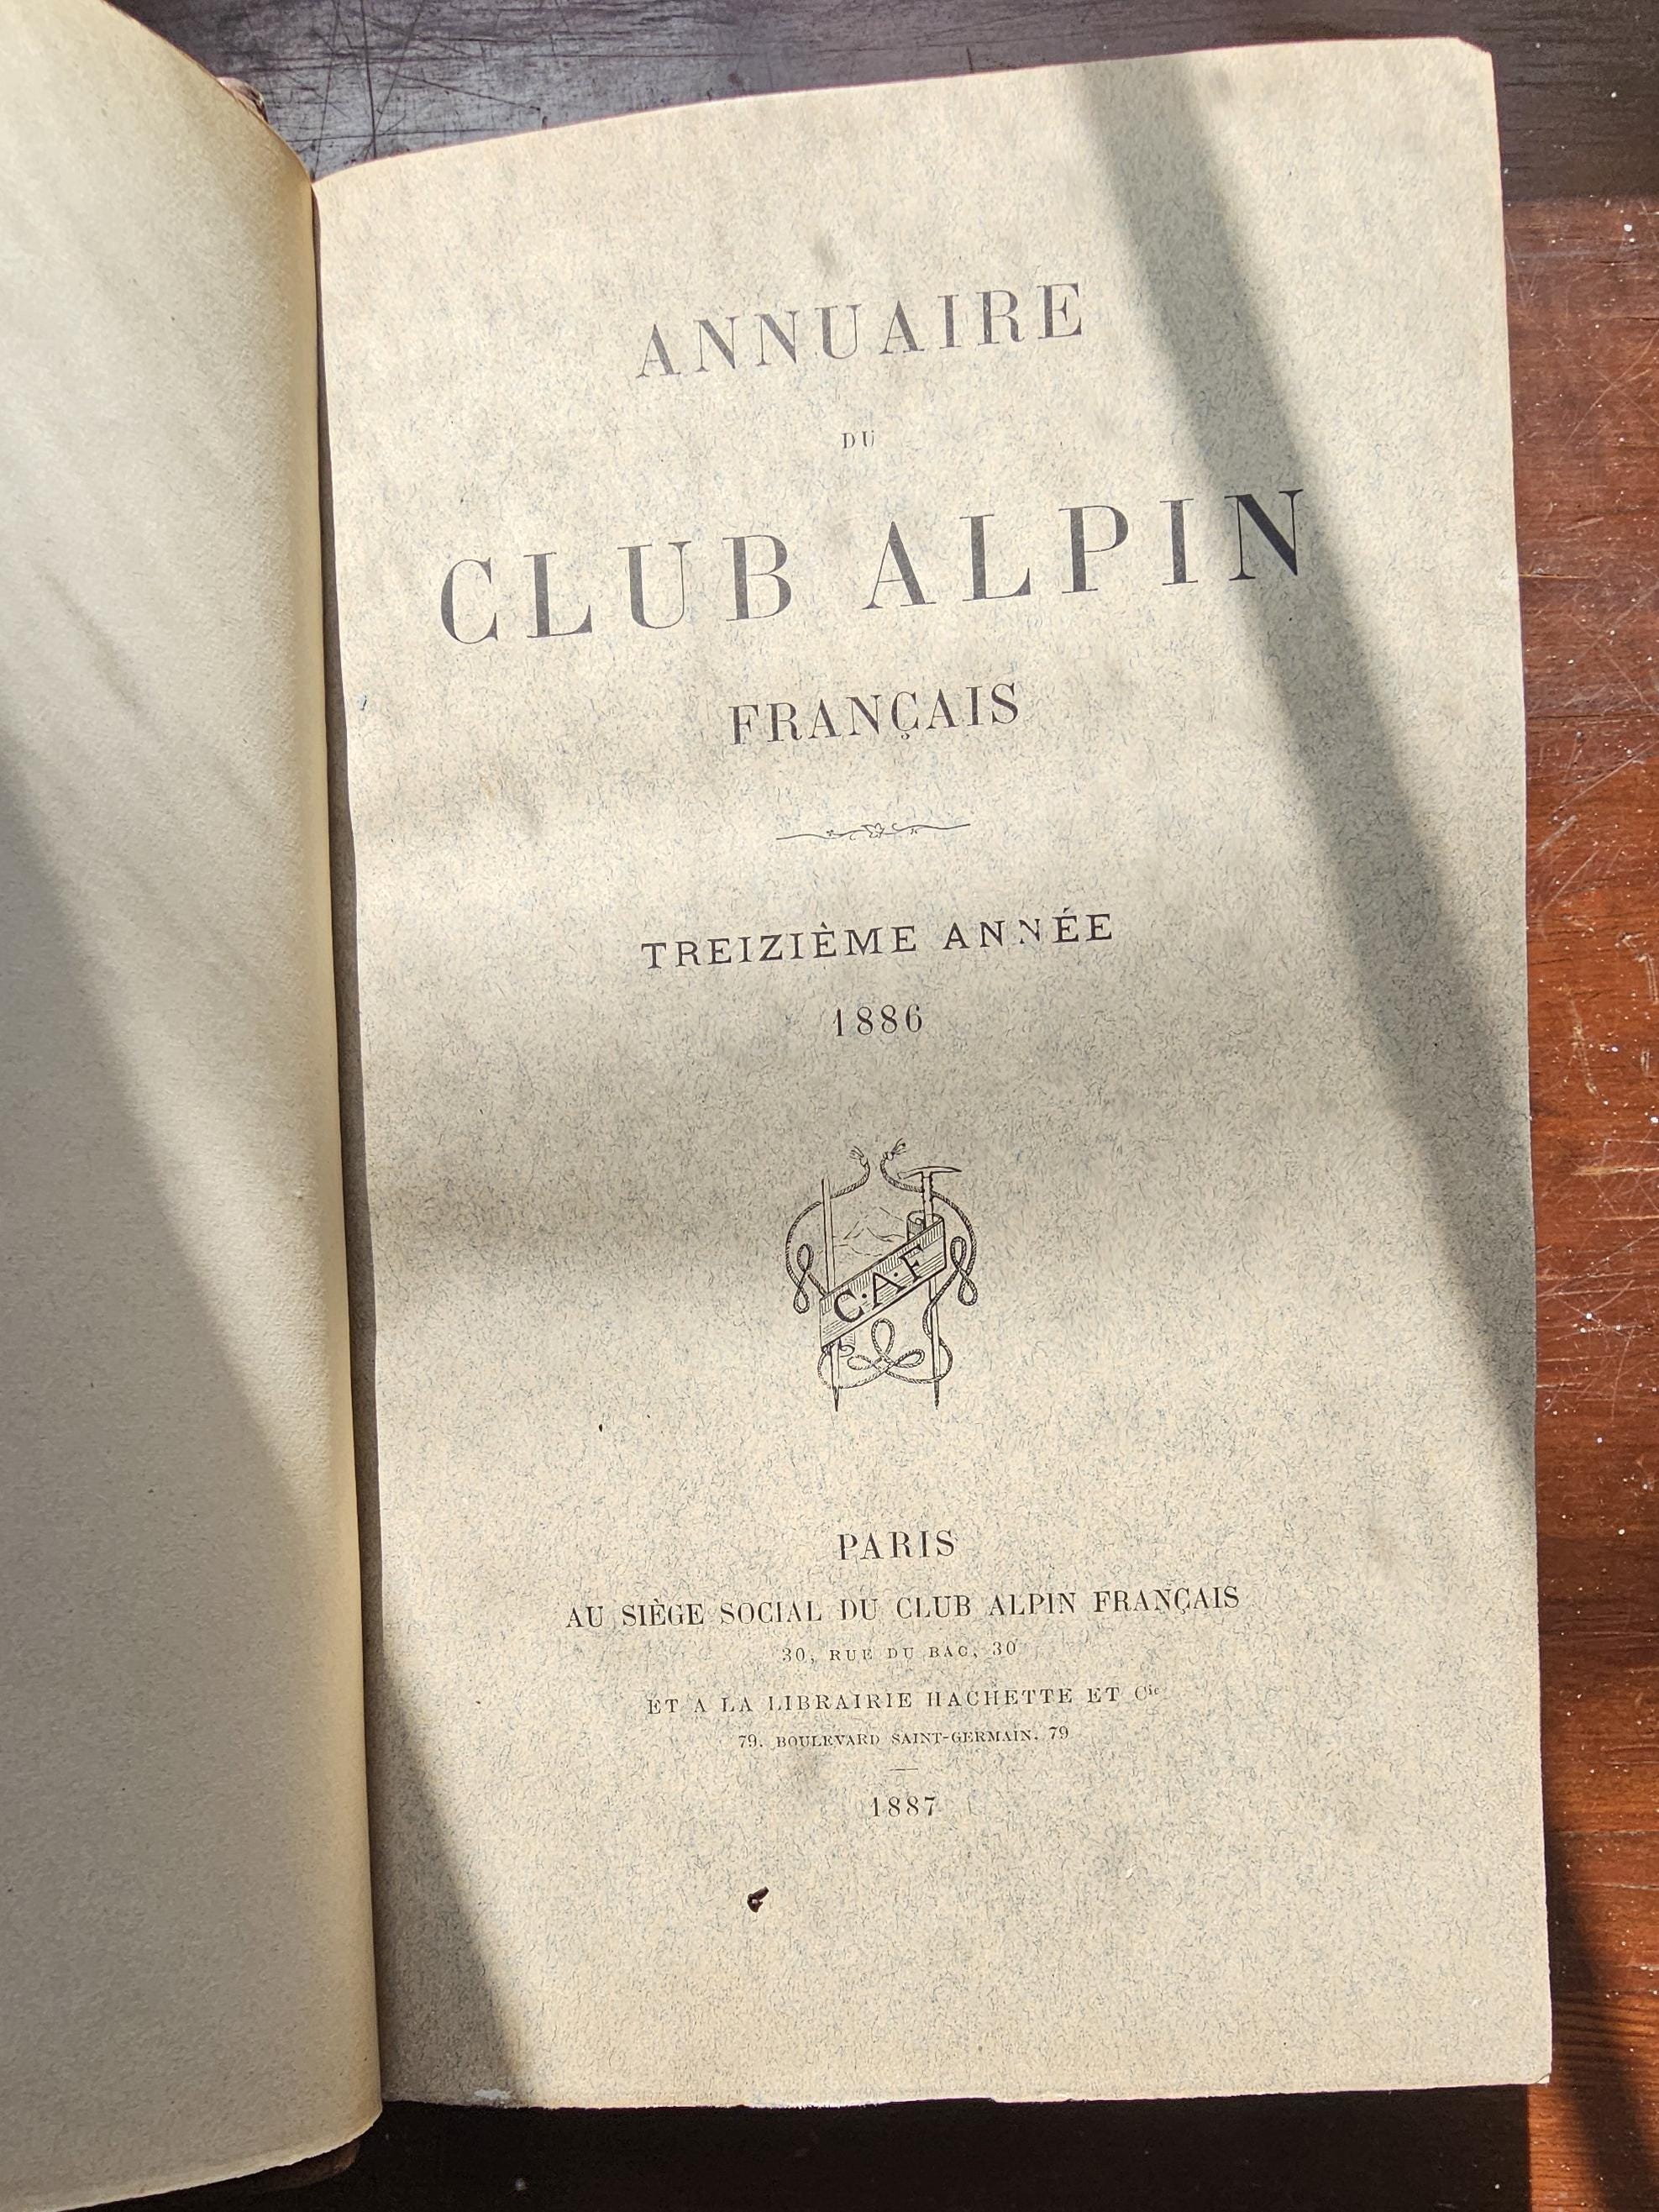 ANNUAIRE
DU
CLUB ALPIN
FRANÇAIS
TREIZIÈME ANNÉE
1886
C.A.F
PARIS
AU SIÈGE SOCIAL DU CLUB ALPIN FRANÇAIS
30, RUE DU BAC, 30
ET A LA LIBRAIRIE HACHETTE ET Cie
79, BOULEVARD SAINT-GERMAIN, 79
1887